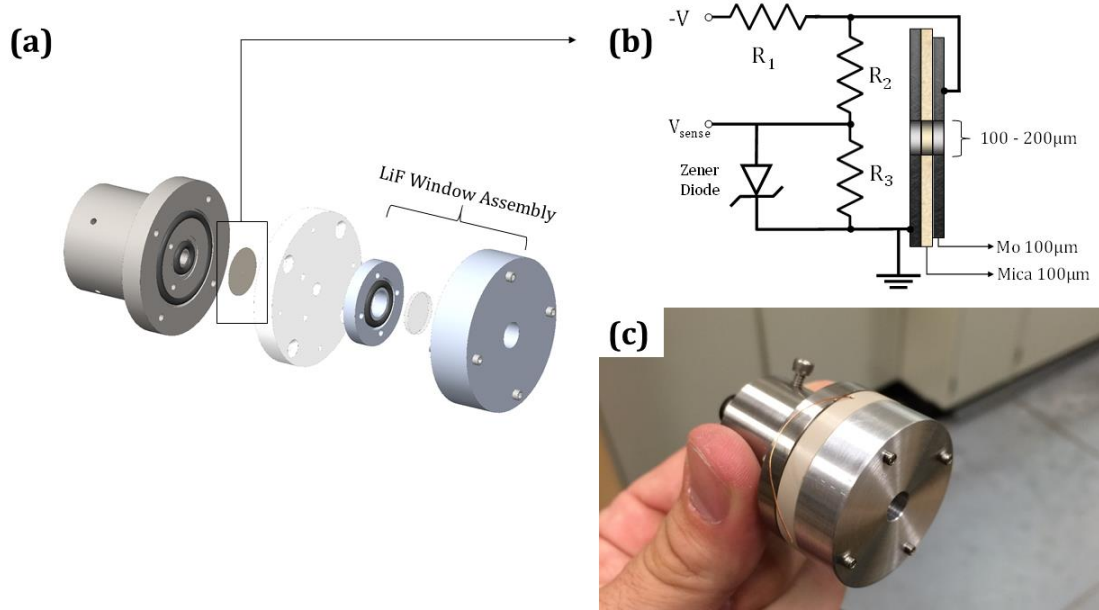 (a)
LiF Window Assembly
(b)
-V
R1
R2
Vsense
Zener
Diode
R3
100 - 200μm
Mo 100μm
Mica 100μm
(c)